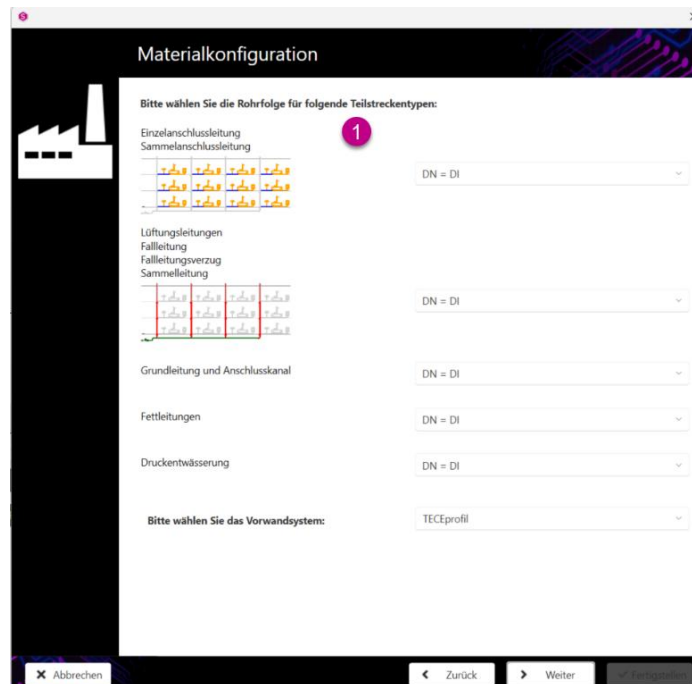 Materialkonfiguration
Bitte wählen Sie die Rohrfolge für folgende Teilstreckentypen:
1
Einzelanschlussleitung
Sammelanschlussleitung
DN = DI
Lüftungsleitungen
Fallleitung
Fallleitungsverzug
Sammelleitung
DN = DI
Grundleitung und Anschlusskanal
DN = DI
Fettleitungen
DN = DI
Druckentwässerung
DN = DI
Bitte wählen Sie das Vorwandsystem:
TECEprofil
Abbrechen
Zurück
Weiter
Fertigstellen